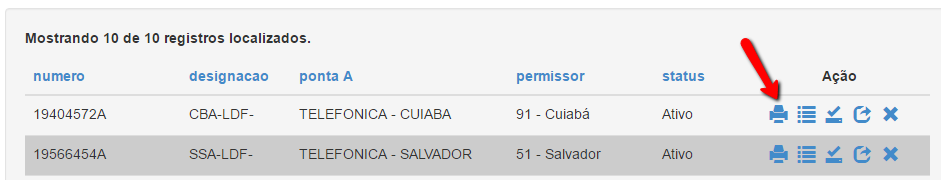 Mostrando 10 de 10 registros localizados.
numero designacao ponta A permissor status Ação
19404572A CBA-LDF- TELEFONICA - CUIABA 91 - Cuiabá Ativo
19566454A SSA-LDF- TELEFONICA - SALVADOR 51 - Salvador Ativo